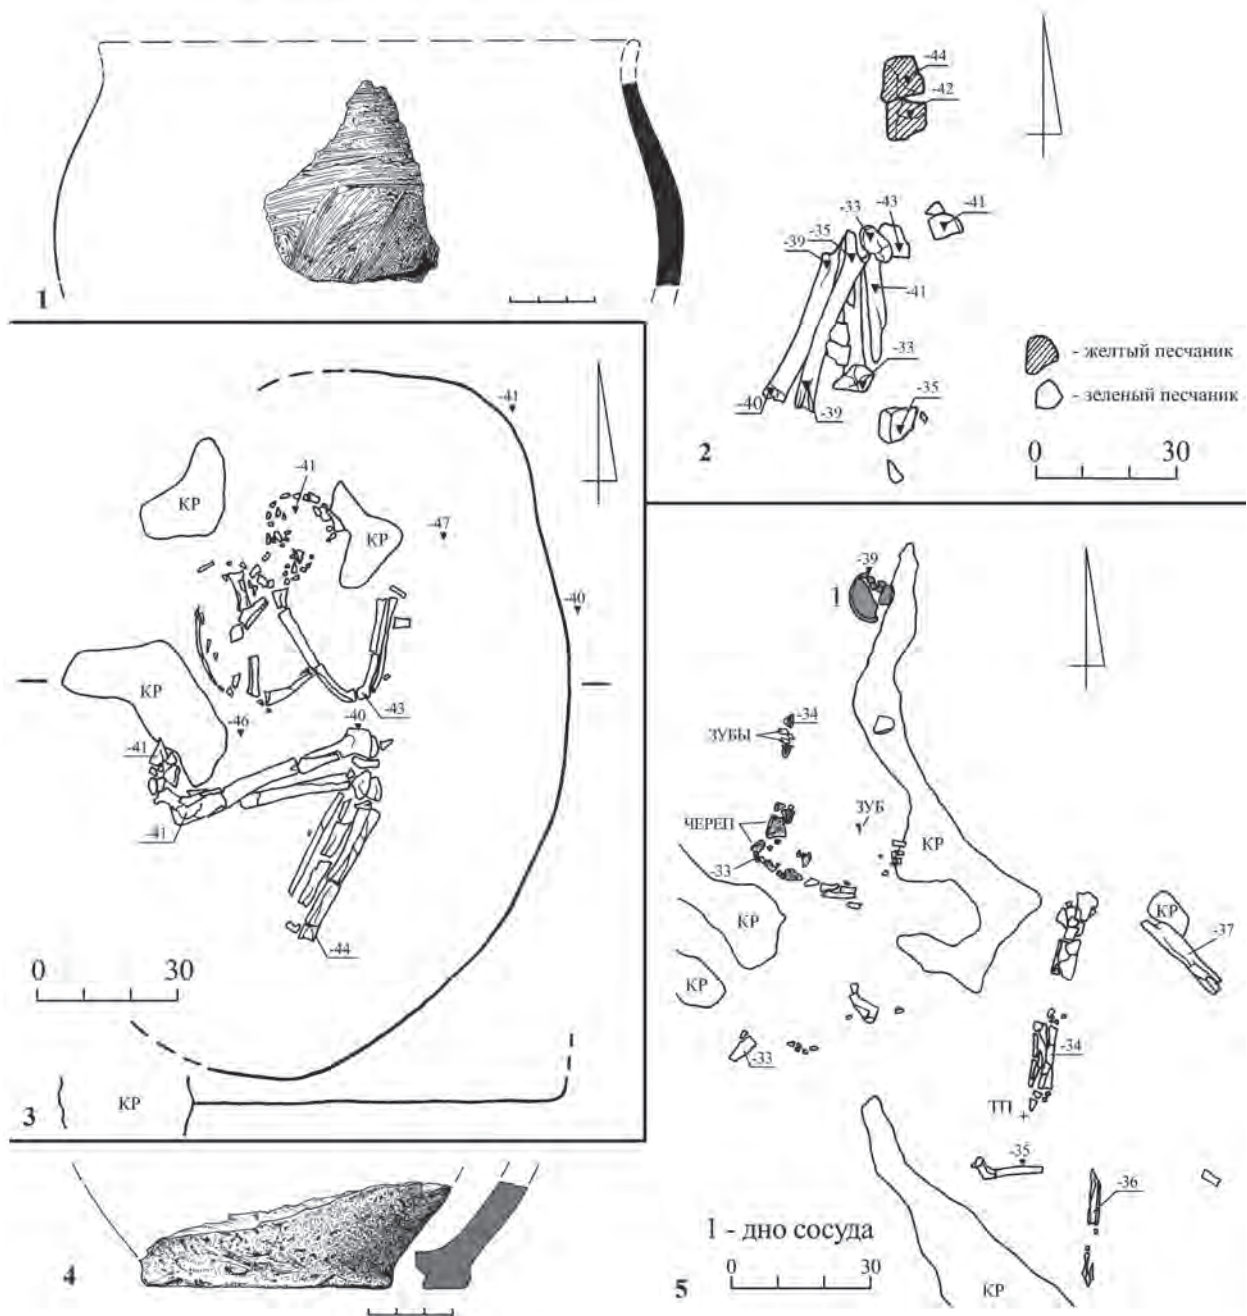 1
-44
-42
-33
-43
-41
-35
-39
-41
-33
-40
-39
-35
- желтый песчаник
- зеленый песчаник
2
0 30
-41
КР
-41
КР
-47
-40
КР
-43
-46
-40
-41
-41
-44
0 30
КР
3
4
-39
1
-34
ЗУБЫ
ЗУБ
ЧЕРЕП
-33
КР
КР
КР
-37
КР
-33
-34
ТП
-35
-36
1 - дно сосуда
0 30
КР
5